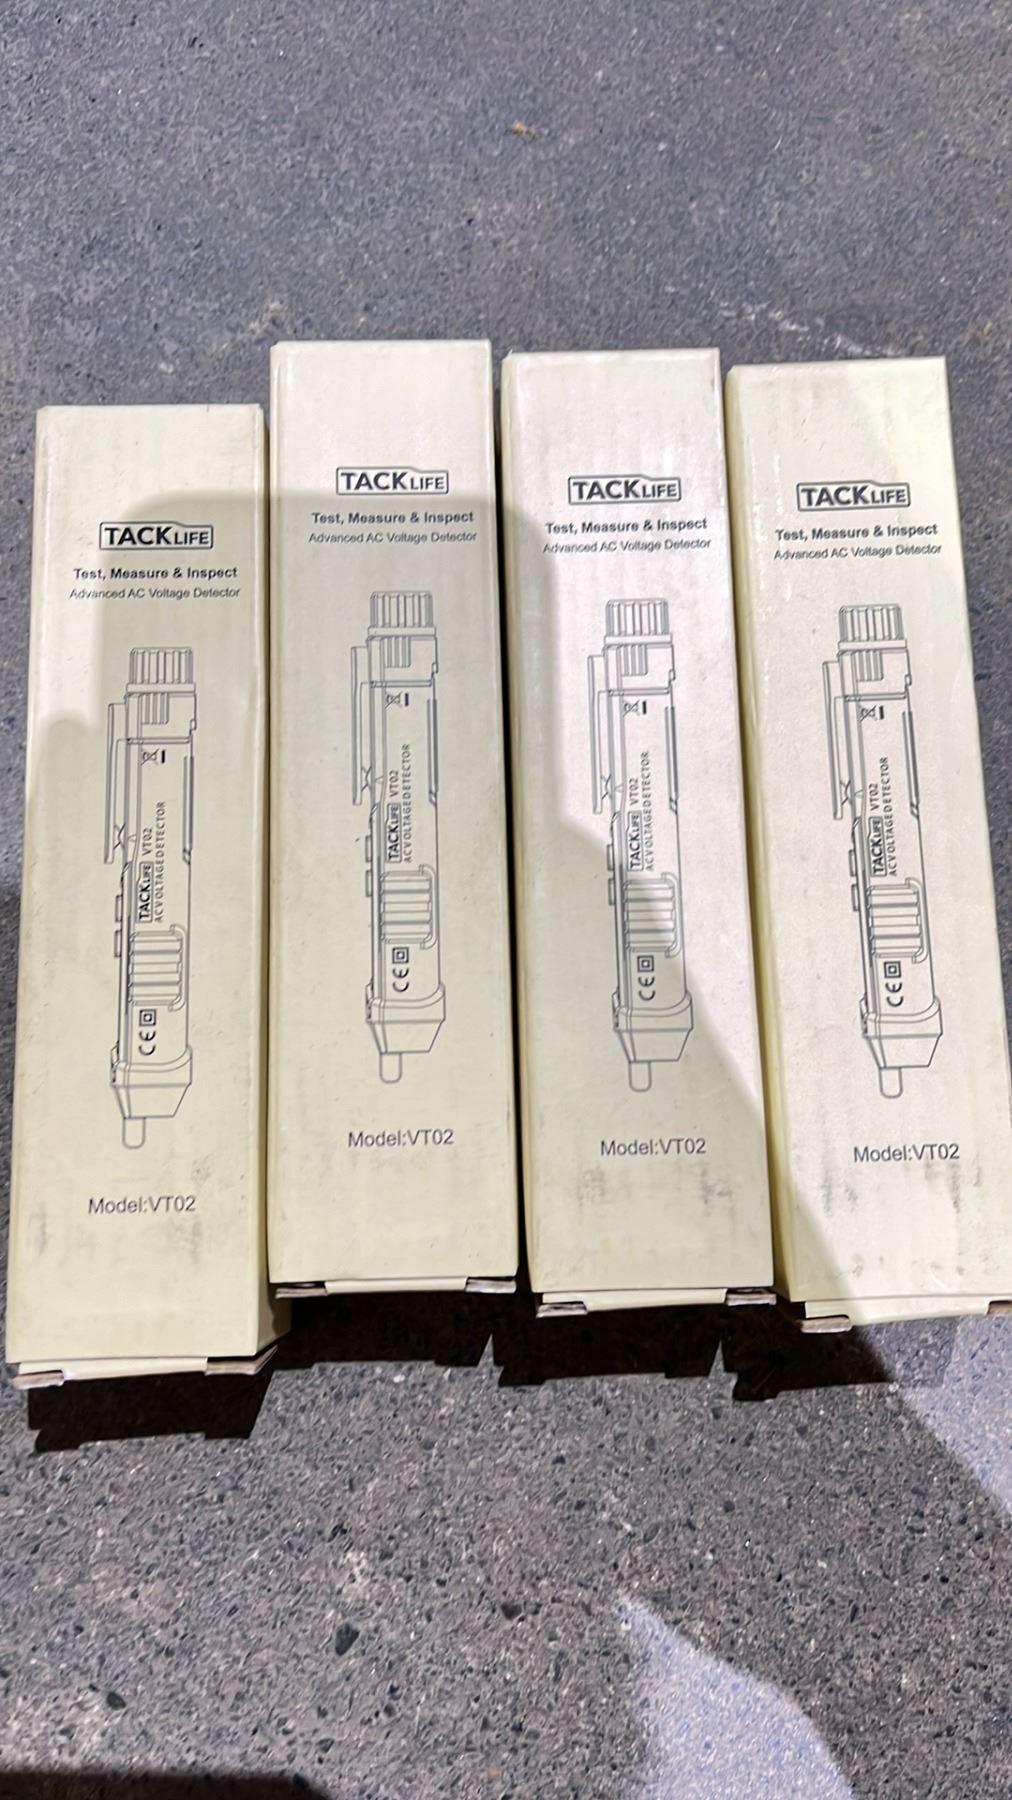 TACKLIFE
Test, Measure & Inspect
Advanced AC Voltage Detector
TACKLIFE VT02
AC VOLTAGE DETECTOR
CE
Model:VT02
TACKLIFE
Test, Measure & Inspect
Advanced AC Voltage Detector
TACKLIFE VT02
AC VOLTAGE DETECTOR
CE
Model:VT02
TACKLIFE
Test, Measure & Inspect
Advanced AC Voltage Detector
TACKLIFE VT02
AC VOLTAGE DETECTOR
CE
Model:VT02
TACKLIFE
Test, Measure & Inspect
Advanced AC Voltage Detector
TACKLIFE VT02
AC VOLTAGE DETECTOR
CE
Model:VT02